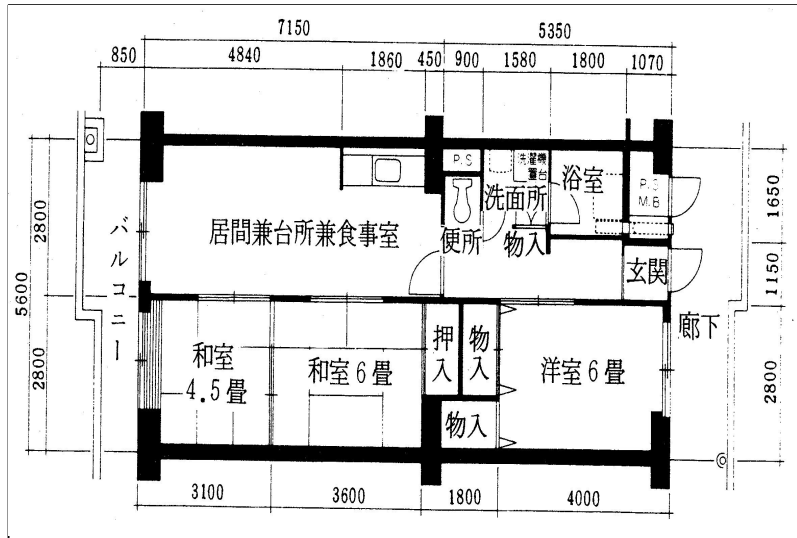 7150
5350
850
4840
1860
450
900
1580
1800
1070
P.S
洗濯機
置台
浴室
P.S
M.B
洗面所
居間兼台所兼食事室
便所
物入
玄関
バルコニー
廊下
2800
5600
2800
1650
1150
2800
和室
4.5畳
和室6畳
押入
物入
洋室6畳
物入
3100
3600
1800
4000